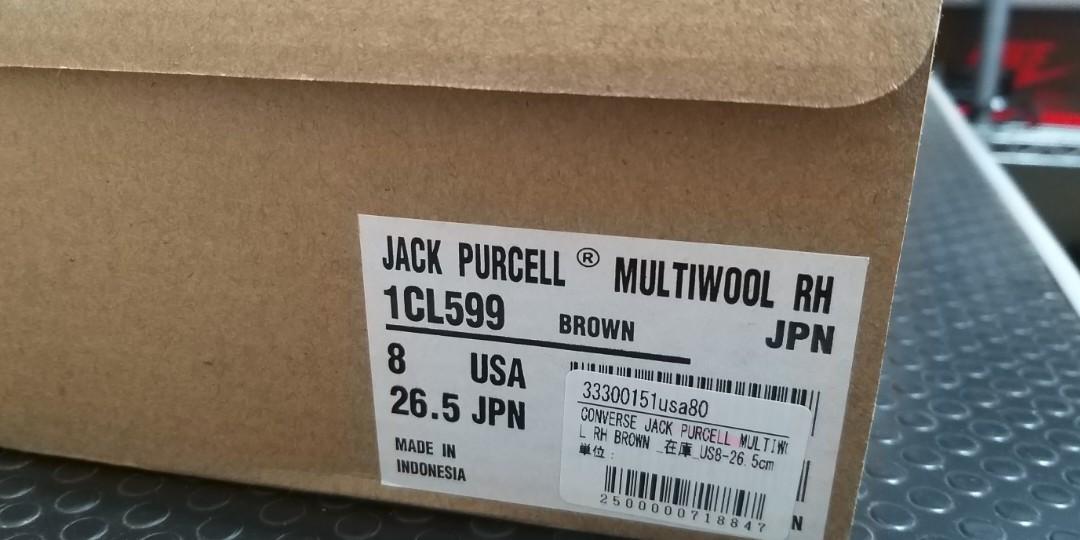 JACK PURCELL ® MULTIWOOL RH
1CL599 BROWN JPN
8 USA
26.5 JPN
MADE IN
INDONESIA
33300151usa80
CONVERSE JACK PURCELL MULTIW
L RH BROWN _在庫_US8-26.5cm
単位:
2500000718847
N